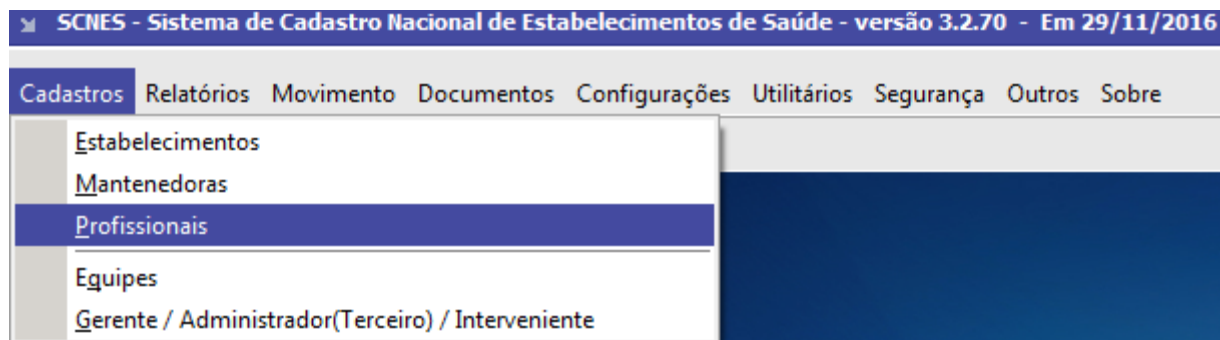 SCNES - Sistema de Cadastro Nacional de Estabelecimentos de Saúde - versão 3.2.70 - Em 29/11/2016
Cadastros Relatórios Movimento Documentos Configurações Utilitários Segurança Outros Sobre
Estabelecimentos
Mantenedoras
Profissionais
Equipes
Gerente / Administrador(Terceiro) / Interveniente